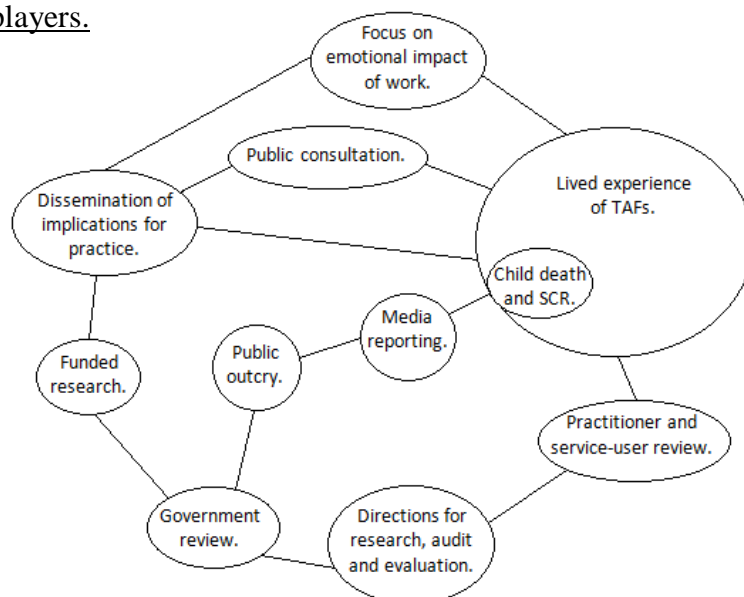 players.
Focus on
emotional impact
of work.
Public consultation.
Lived experience
of TAFs.
Dissemination of
implications for
practice.
Child death
and SCR.
Media
reporting.
Public
outcry.
Funded
research.
Practitioner and
service-user review.
Government
review.
Directions for
research, audit
and evaluation.